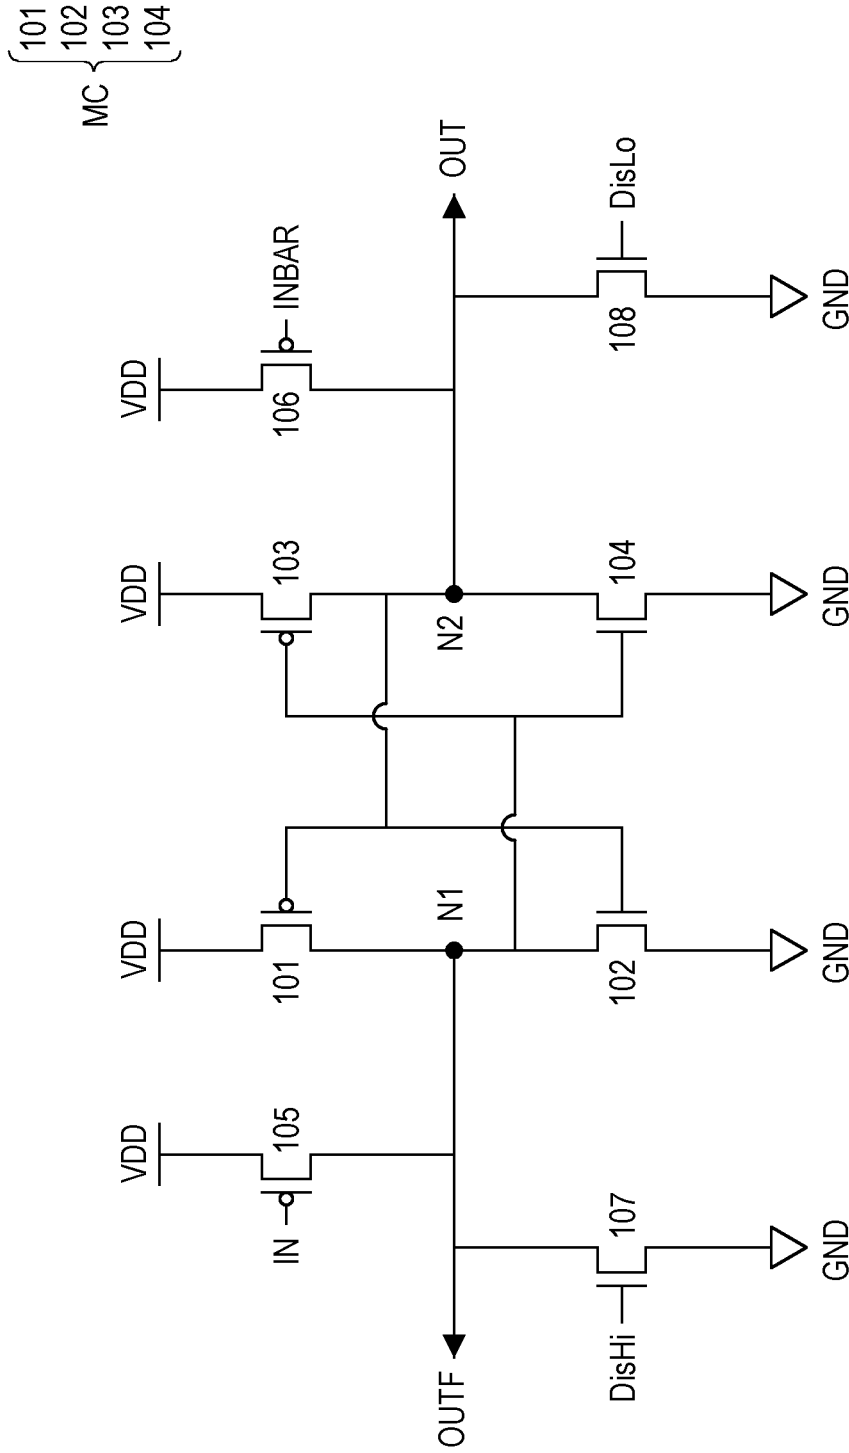 MC
101
102
103
104
VDD
VDD
VDD
VDD
IN
105
101
103
106
INBAR
OUTF
N1
N2
OUT
DisHi
107
102
104
108
DisLo
GND
GND
GND
GND